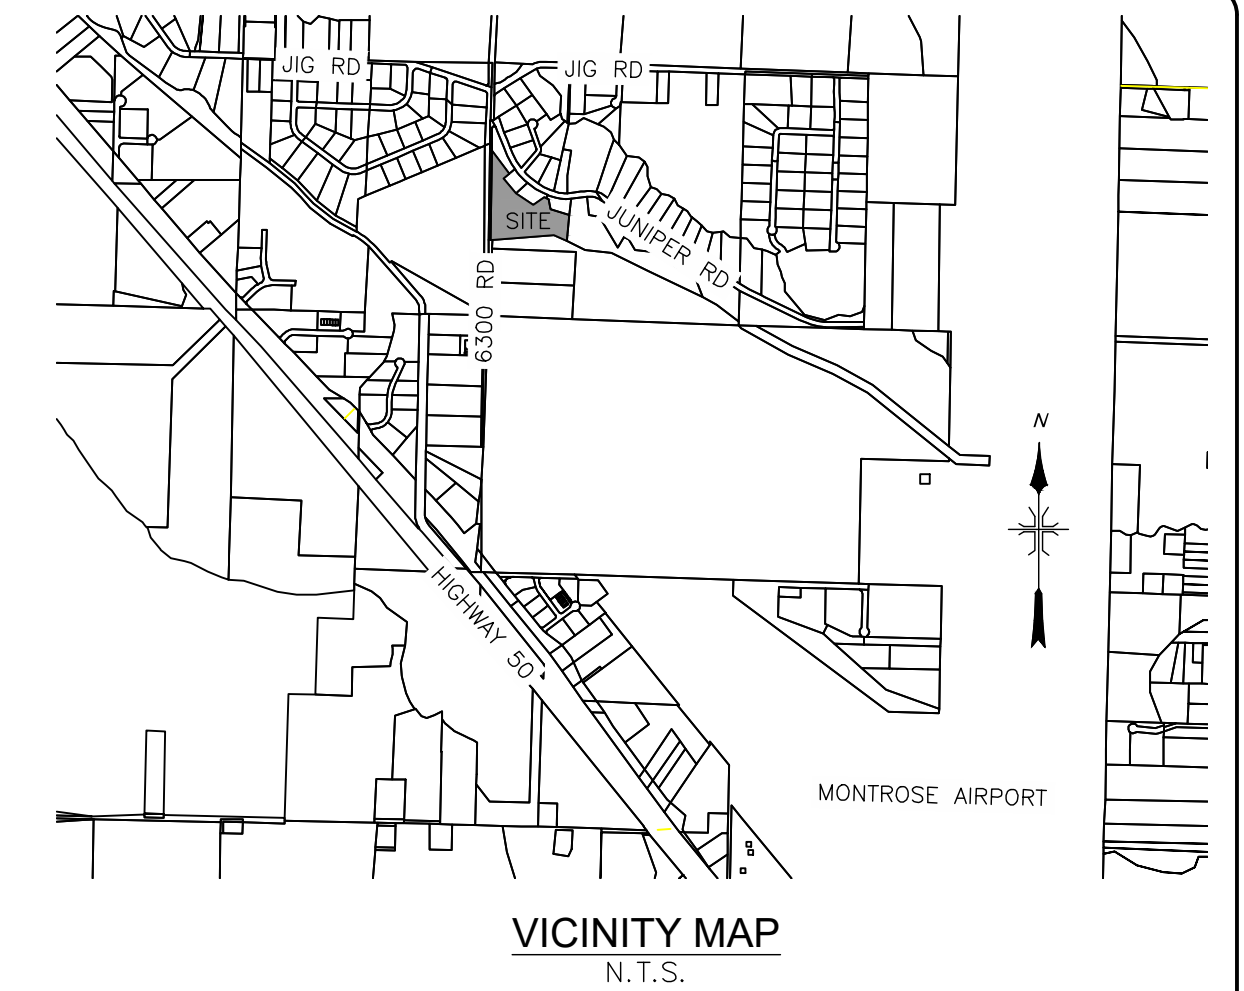 JIG RD
JIG RD
SITE
JUNIPER RD
6300 RD
N
HIGHWAY 50
MONTROSE AIRPORT
VICINITY MAP
N.T.S.